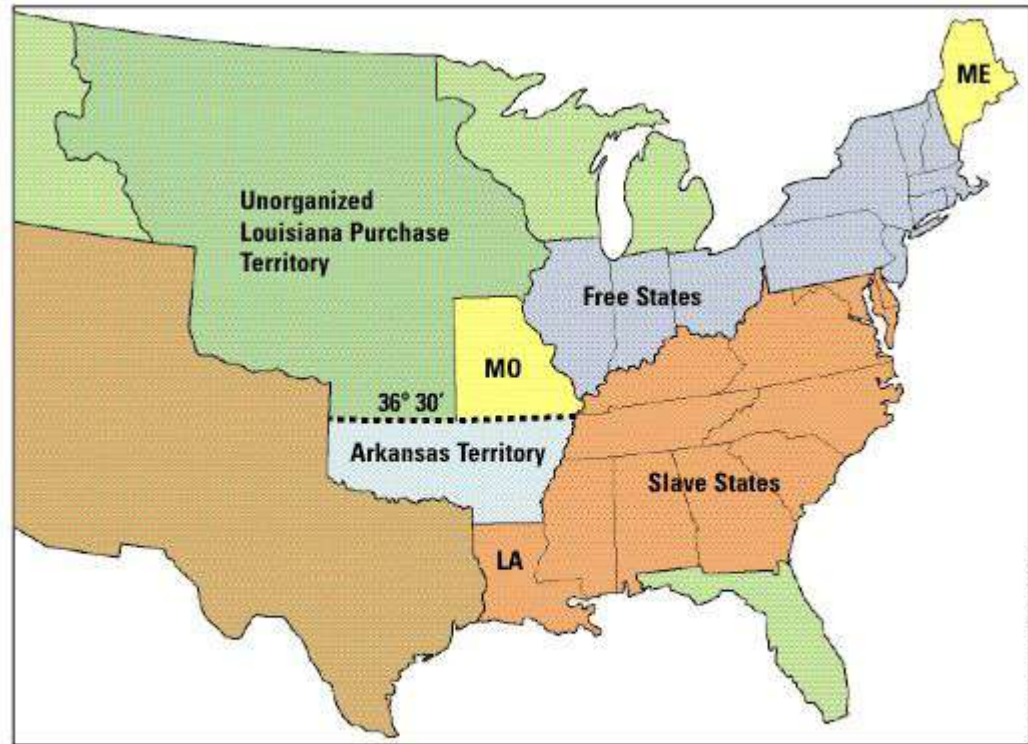 ME
Unorganized
Louisiana Purchase
Territory
Free States
MO
36° 30′
Arkansas Territory
Slave States
LA